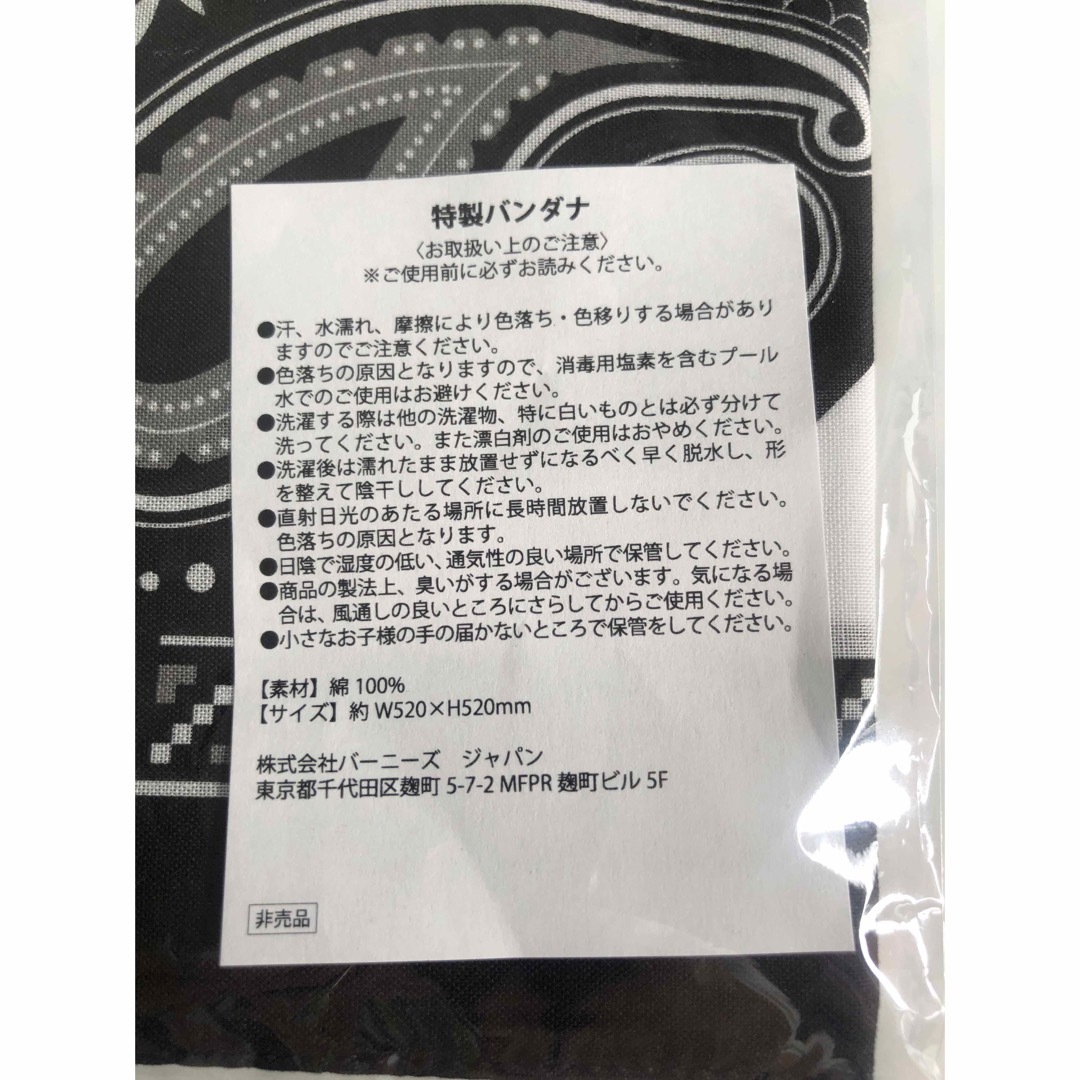 特製バンダナ
〈お取扱い上のご注意〉
※ご使用前に必ずお読みください。
●汗、水濡れ、摩擦により色落ち・色移りする場合があり
ますのでご注意ください。
●色落ちの原因となりますので、消毒用塩素を含むプール
水でのご使用はお避けください。
●洗濯する際は他の洗濯物、特に白いものとは必ず分けて
洗ってください。また漂白剤のご使用はおやめください。
●洗濯後は濡れたまま放置せずになるべく早く脱水し、形
を整えて陰干ししてください。
●直射日光のあたる場所に長時間放置しないでください。
色落ちの原因となります。
●日陰で湿度の低い、通気性の良い場所で保管してください。
●商品の製法上、臭いがする場合がございます。気になる場
合は、風通しの良いところにさらしてからご使用ください。
●小さなお子様の手の届かないところで保管をしてください。
【素材】綿 100%
【サイズ】約 W520×H520mm
株式会社バーニーズ　ジャパン
東京都千代田区麹町 5-7-2 MFPR 麹町ビル 5F
非売品